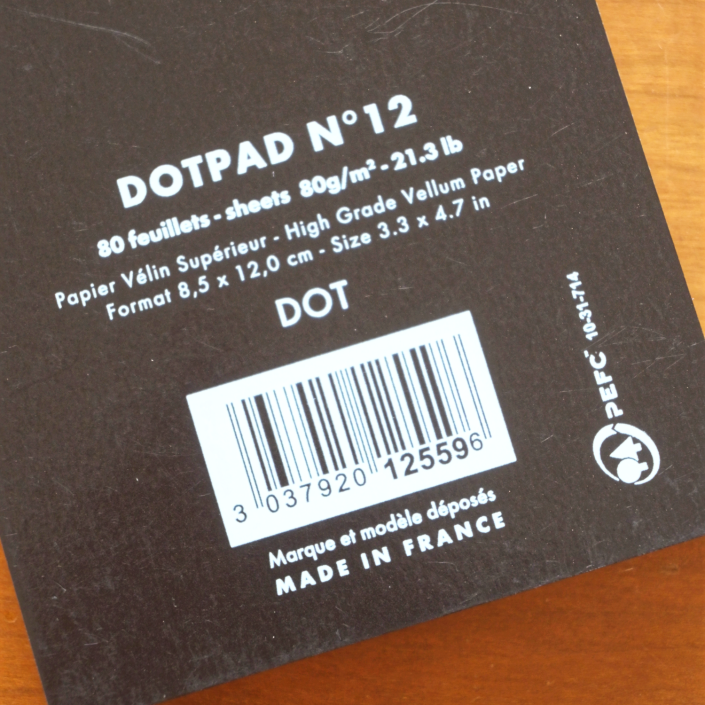 DOTPAD N°12
80 feuillets - sheets 80g/m² - 21.3 lb
Papier Vélin Supérieur - High Grade Vellum Paper
Format 8,5 x 12,0 cm - Size 3.3 x 4.7 in
DOT
3 037920 125596
Marque et modèle déposés
MADE IN FRANCE
PEFC™ 10-31-714